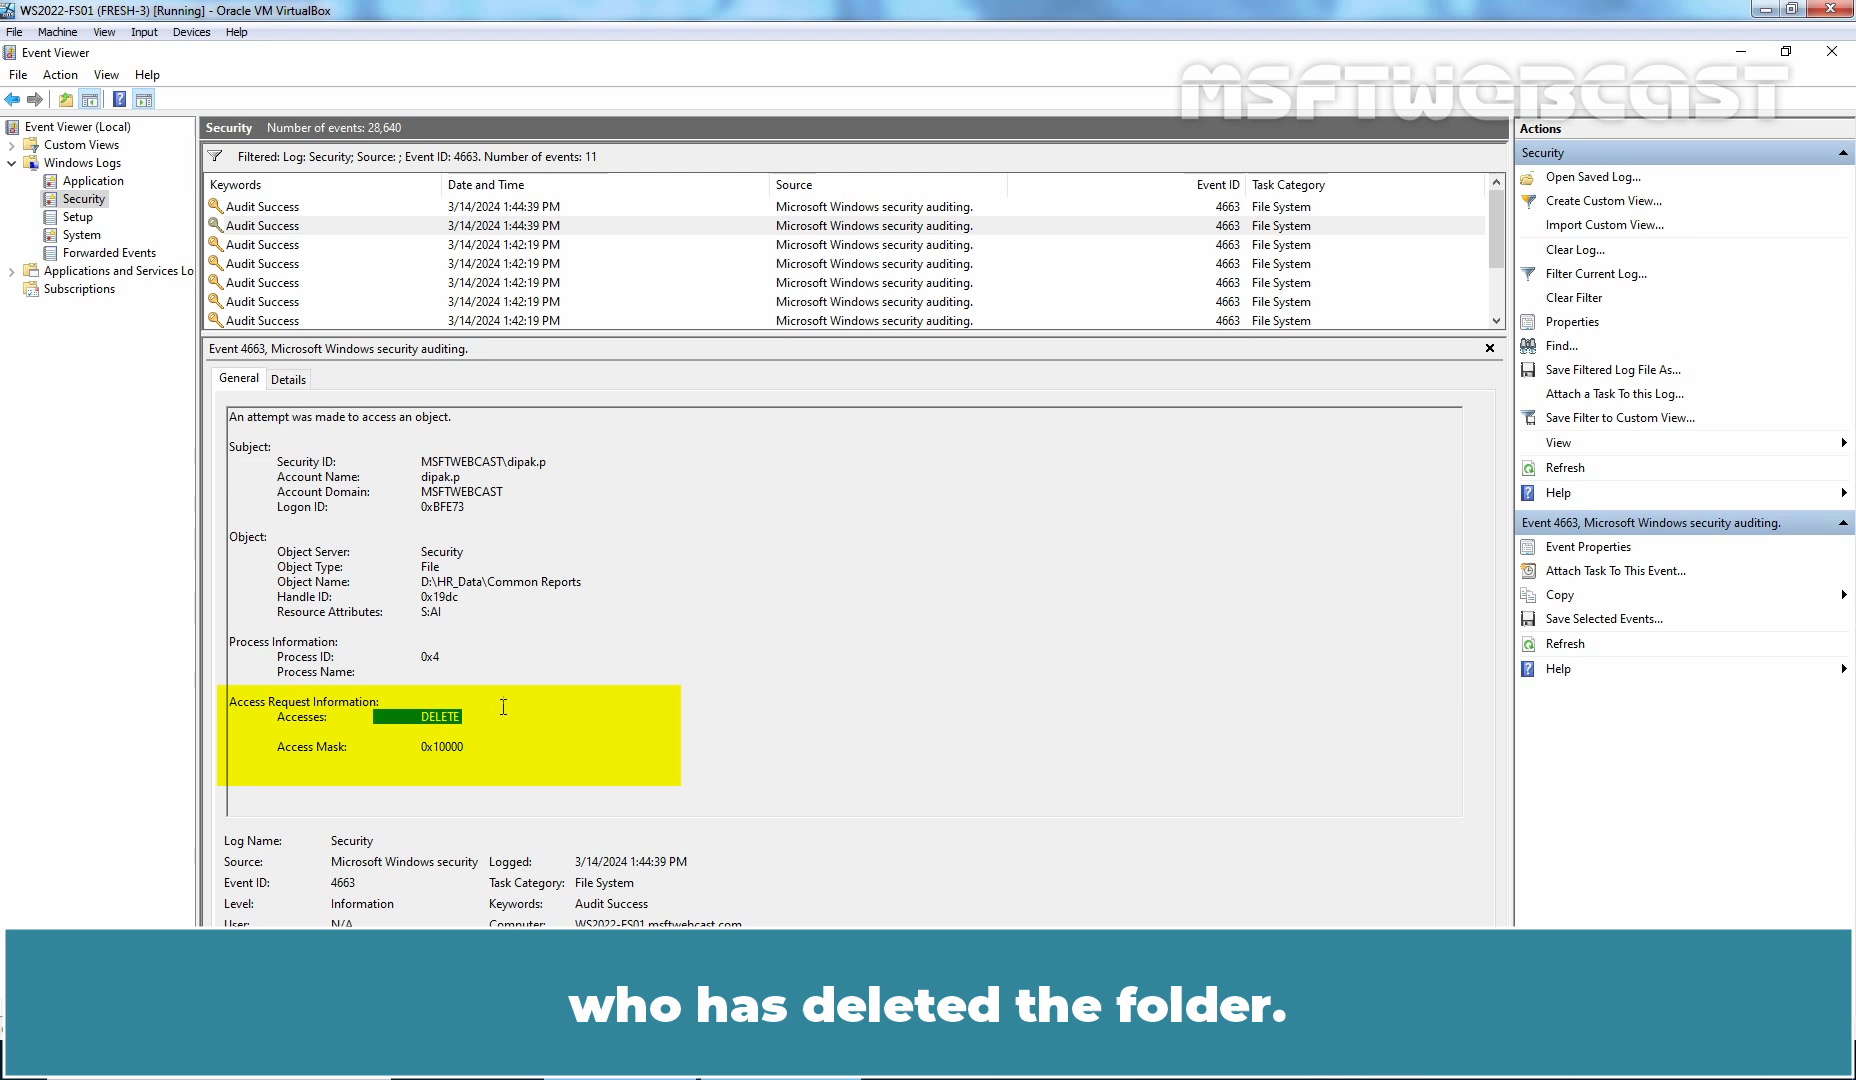 WS2022-FS01 (FRESH-3) [Running] - Oracle VM VirtualBox
File Machine View Input Devices Help
Event Viewer
File Action View Help
MSFTWEBCAST
Event Viewer (Local)
Custom Views
Windows Logs
Application
Security
Setup
System
Forwarded Events
Applications and Services Lo
Subscriptions
Security Number of events: 28,640
Filtered: Log: Security; Source: ; Event ID: 4663. Number of events: 11
Keywords Date and Time Source Event ID Task Category
Audit Success 3/14/2024 1:44:39 PM Microsoft Windows security auditing. 4663 File System
Audit Success 3/14/2024 1:44:39 PM Microsoft Windows security auditing. 4663 File System
Audit Success 3/14/2024 1:42:19 PM Microsoft Windows security auditing. 4663 File System
Audit Success 3/14/2024 1:42:19 PM Microsoft Windows security auditing. 4663 File System
Audit Success 3/14/2024 1:42:19 PM Microsoft Windows security auditing. 4663 File System
Audit Success 3/14/2024 1:42:19 PM Microsoft Windows security auditing. 4663 File System
Audit Success 3/14/2024 1:42:19 PM Microsoft Windows security auditing. 4663 File System
Event 4663, Microsoft Windows security auditing.
General Details
An attempt was made to access an object.
Subject:
Security ID: MSFTWEBCAST\dipak.p
Account Name: dipak.p
Account Domain: MSFTWEBCAST
Logon ID: 0xBFE73
Object:
Object Server: Security
Object Type: File
Object Name: D:\HR_Data\Common Reports
Handle ID: 0x19dc
Resource Attributes: S:AI
Process Information:
Process ID: 0x4
Process Name:
Access Request Information:
Accesses: DELETE
Access Mask: 0x10000
Log Name: Security
Source: Microsoft Windows security Logged: 3/14/2024 1:44:39 PM
Event ID: 4663 Task Category: File System
Level: Information Keywords: Audit Success
User: N/A Computer: WS2022-FS01.msftwebcast.com
Actions
Security
Open Saved Log...
Create Custom View...
Import Custom View...
Clear Log...
Filter Current Log...
Clear Filter
Properties
Find...
Save Filtered Log File As...
Attach a Task To this Log...
Save Filter to Custom View...
View
Refresh
Help
Event 4663, Microsoft Windows security auditing.
Event Properties
Attach Task To This Event...
Copy
Save Selected Events...
Refresh
Help
who has deleted the folder.